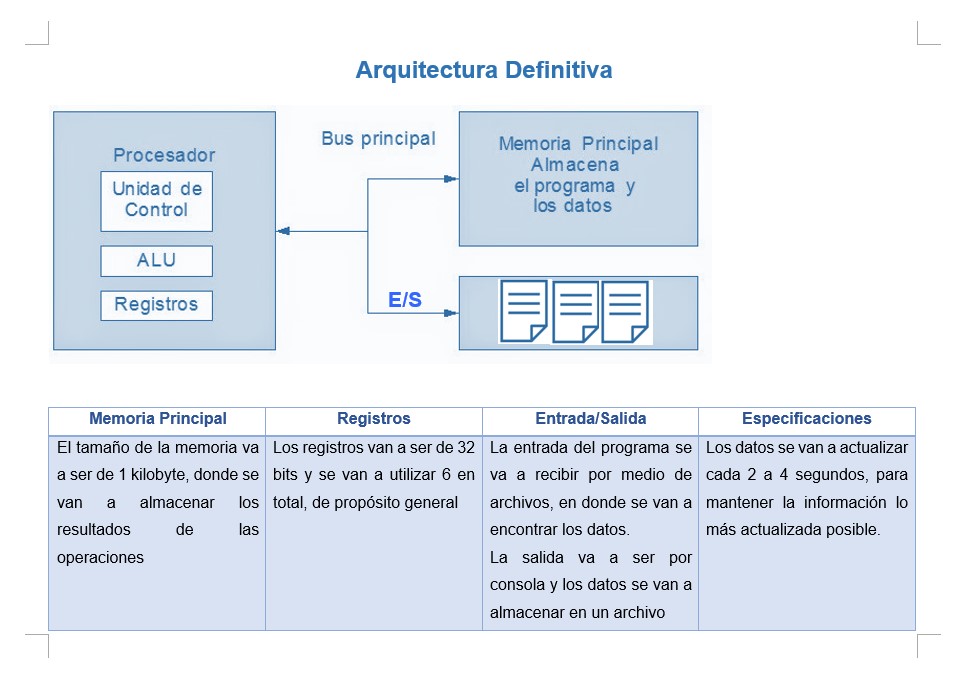 Arquitectura Definitiva
Procesador
Unidad de
Control
ALU
Registros
Bus principal
E/S
Memoria Principal
Almacena
el programa y
los datos
Memoria Principal
El tamaño de la memoria va
a ser de 1 kilobyte, donde se
van a almacenar los
resultados de las
operaciones
Registros
Los registros van a ser de 32
bits y se van a utilizar 6 en
total, de propósito general
Entrada/Salida
La entrada del programa se
va a recibir por medio de
archivos, en donde se van a
encontrar los datos.
La salida va a ser por
consola y los datos se van a
almacenar en un archivo
Especificaciones
Los datos se van a actualizar
cada 2 a 4 segundos, para
mantener la información lo
más actualizada posible.